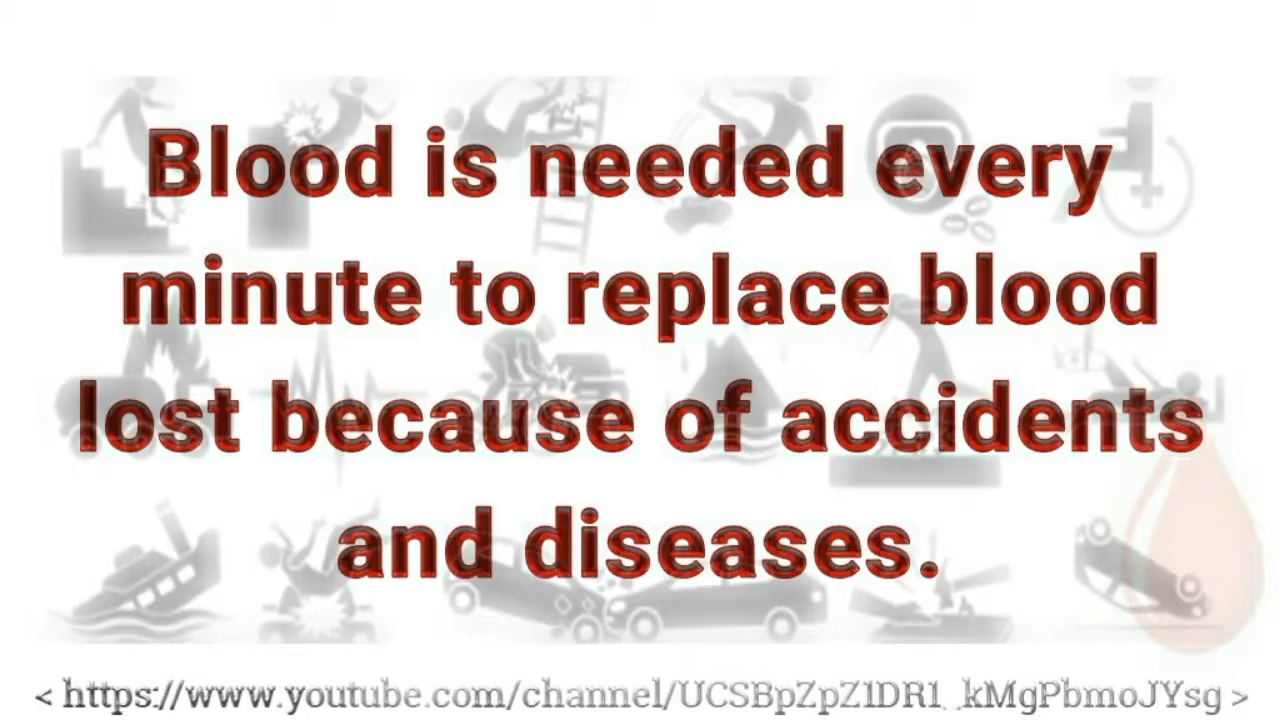 Blood is needed every
minute to replace blood
lost because of accidents
and diseases.
< https://www.youtube.com/channel/UCSBpZpZ1DR1_kMgPbmoJYsg >